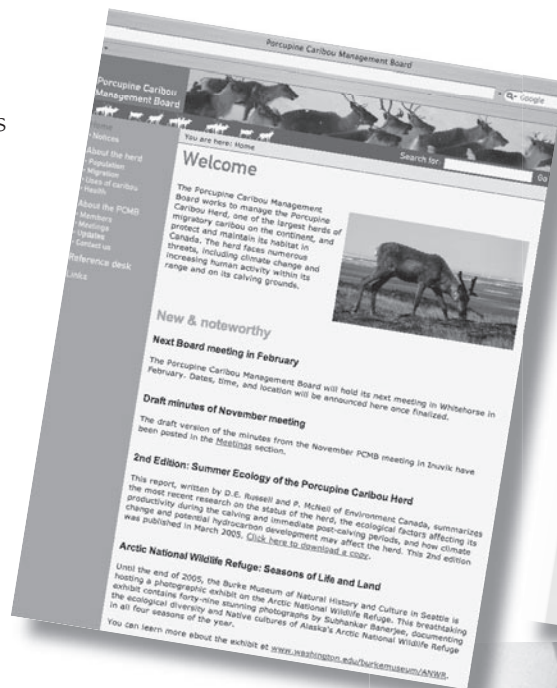 S
Porcupine Caribou Management Board
Google
Porcupine Caribou
Management Board
You are here: Home
Search for:
Go
- Notices
About the herd
- Population
- Migration
- Uses of caribou
- Health
About the PCMB
- Members
- Meetings
- Updates
- Contact us
Reference desk
Links
Welcome
The Porcupine Caribou Management
Board works to manage the Porcupine
Caribou Herd, one of the largest herds of
migratory caribou on the continent, and
protect and maintain its habitat in
Canada. The herd faces numerous
threats, including climate change and
increasing human activity within its
range and on its calving grounds.
New & noteworthy
Next Board meeting in February
The Porcupine Caribou Management Board will hold its next meeting in Whitehorse in
February. Dates, time, and location will be announced here once finalized.
Draft minutes of November meeting
The draft version of the minutes from the November PCMB meeting in Inuvik have
been posted in the Meetings section.
2nd Edition: Summer Ecology of the Porcupine Caribou Herd
This report, written by D.E. Russell and P. McNeil of Environment Canada, summarizes
the most recent research on the status of the herd, the ecological factors affecting its
productivity during the calving and immediate post-calving periods, and how climate
change and potential hydrocarbon development may affect the herd. This 2nd edition
was published in March 2005. Click here to download a copy.
Arctic National Wildlife Refuge: Seasons of Life and Land
Until the end of 2005, the Burke Museum of Natural History and Culture in Seattle is
hosting a photographic exhibit on the Arctic National Wildlife Refuge. This breathtaking
exhibit contains forty-nine stunning photographs by Subhankar Banerjee, documenting
the ecological diversity and Native cultures of Alaska's Arctic National Wildlife Refuge
in all four seasons of the year.
You can learn more about the exhibit at www.washington.edu/burkemuseum/ANWR.